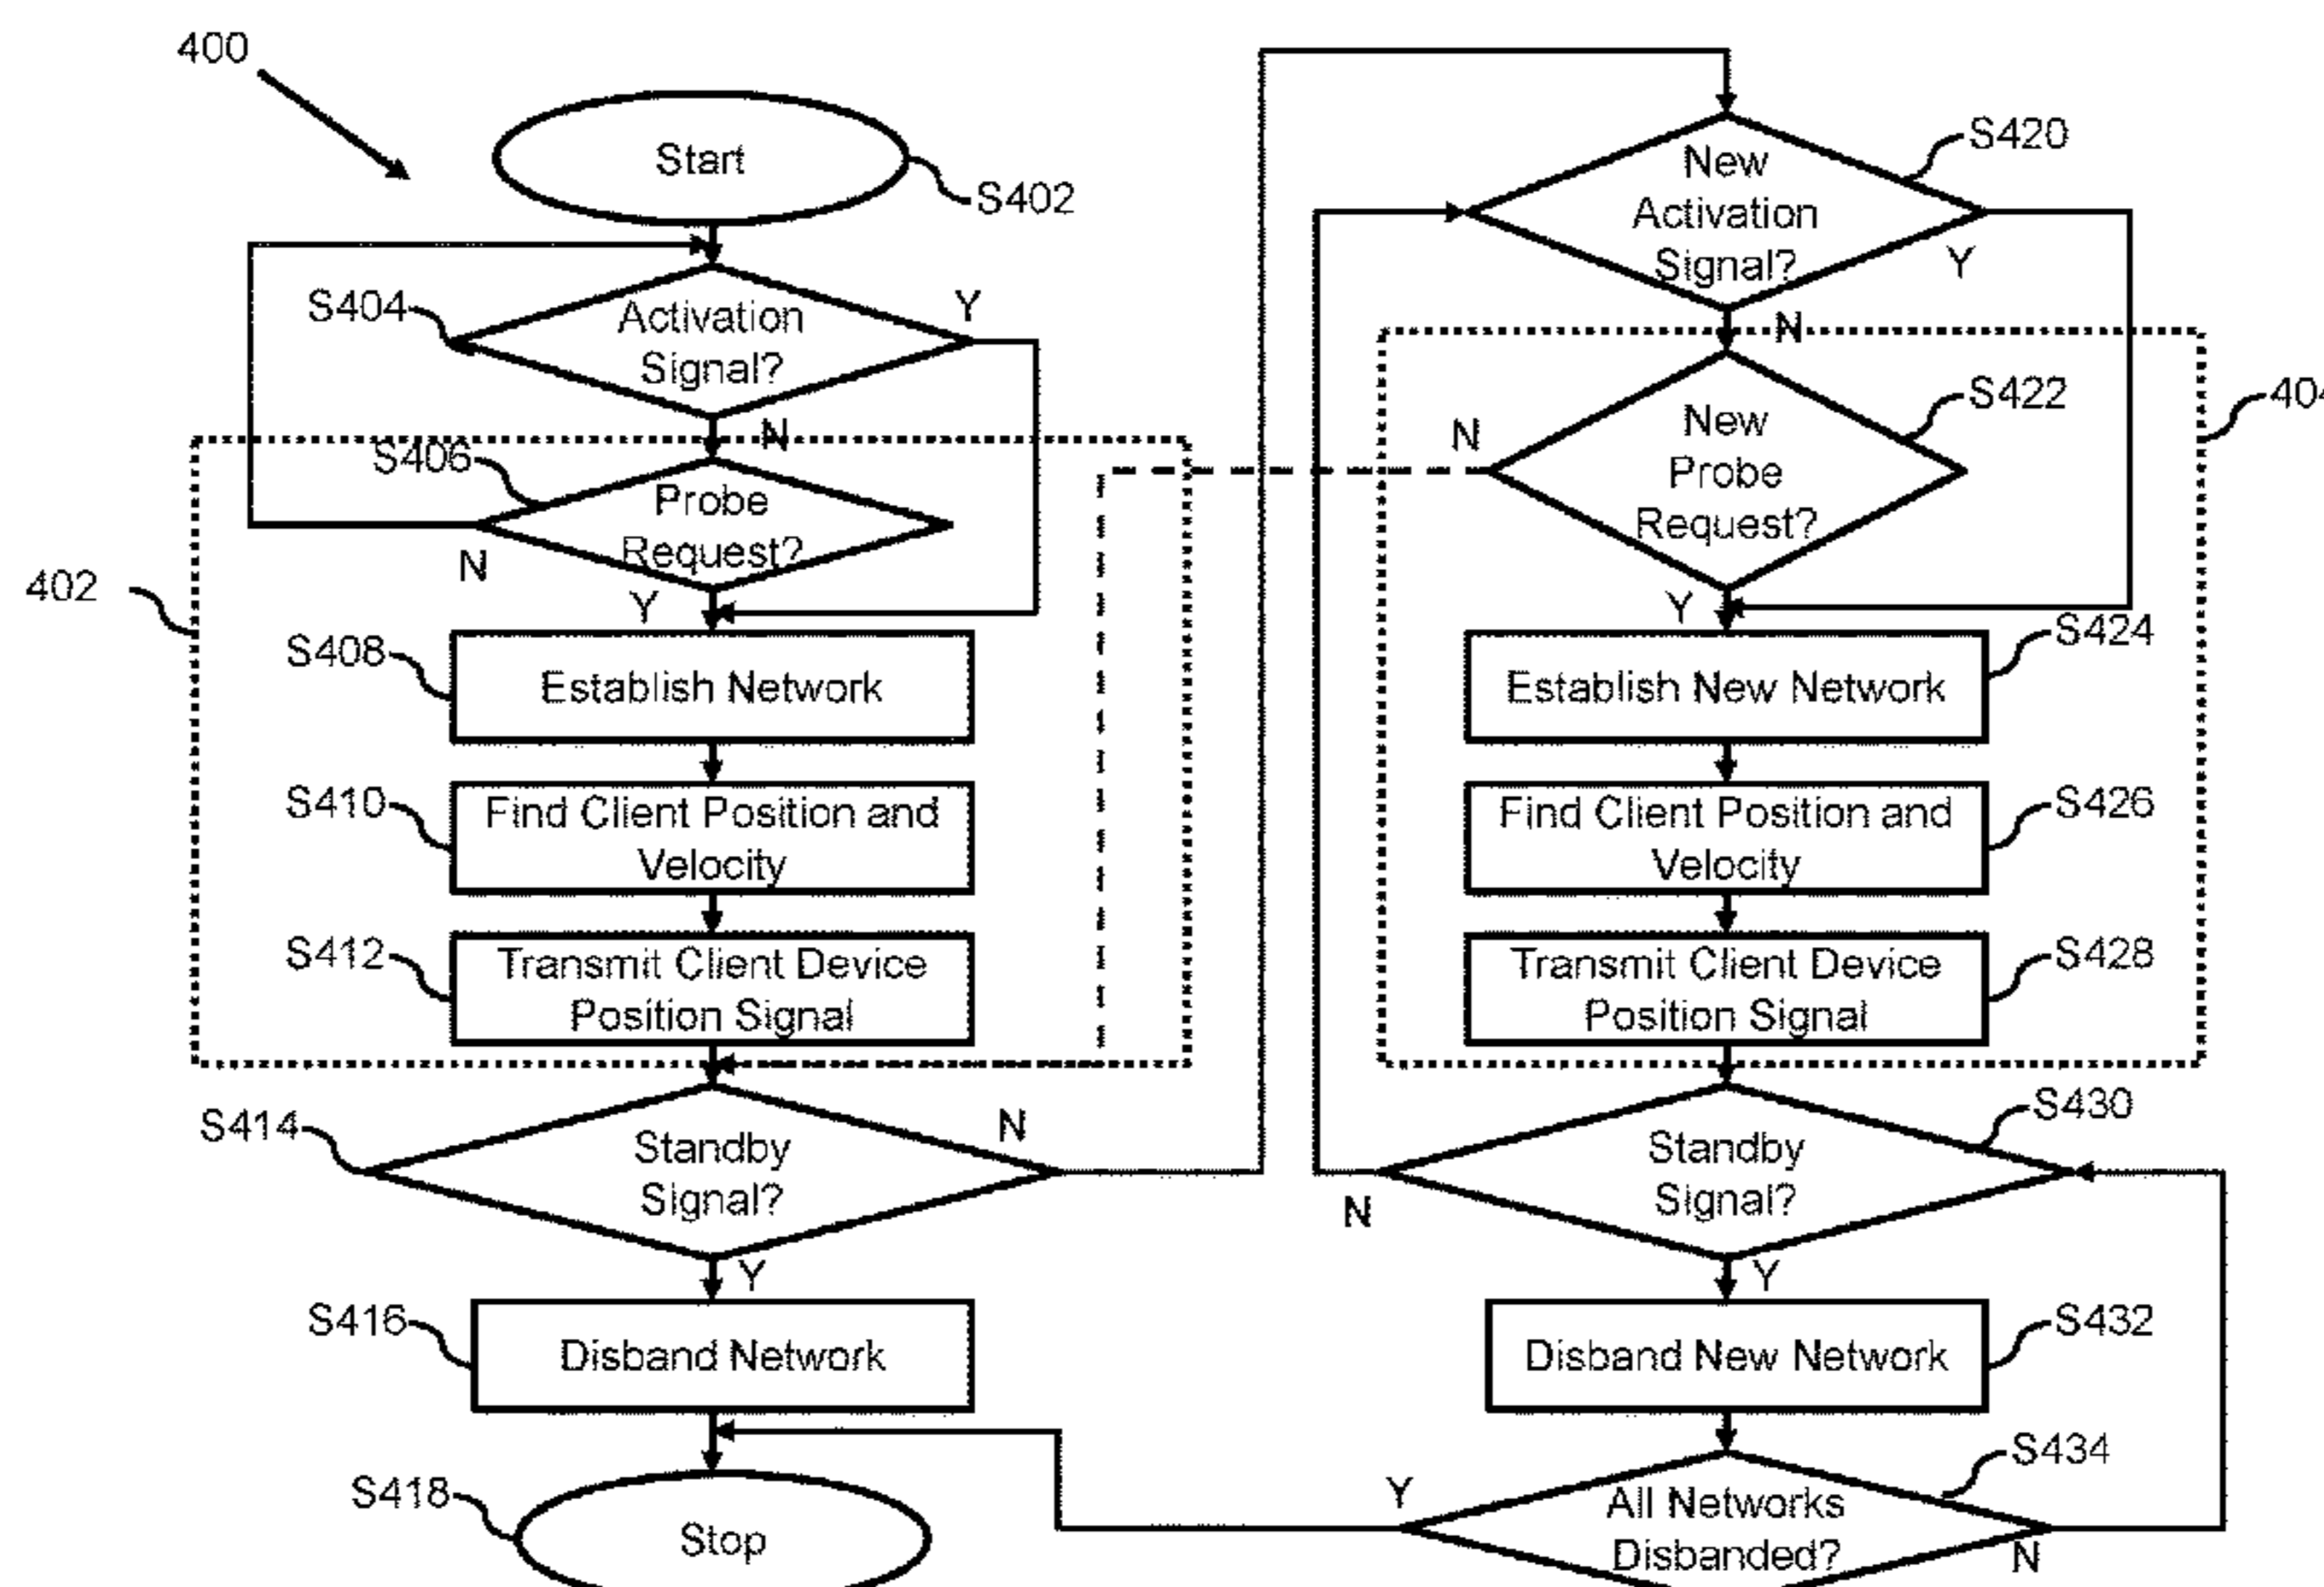 400
Start
S402
S404
Activation
Signal?
Y
N
S406
Probe
Request?
N
Y
402
S408
Establish Network
S410
Find Client Position and
Velocity
S412
Transmit Client Device
Position Signal
S414
Standby
Signal?
N
Y
S416
Disband Network
S418
Stop
New
Activation
Signal?
S420
Y
N
New
Probe
Request?
S422
404
N
Y
Establish New Network
S424
Find Client Position and
Velocity
S426
Transmit Client Device
Position Signal
S428
Standby
Signal?
S430
N
Y
Disband New Network
S432
All Networks
Disbanded?
S434
Y
N